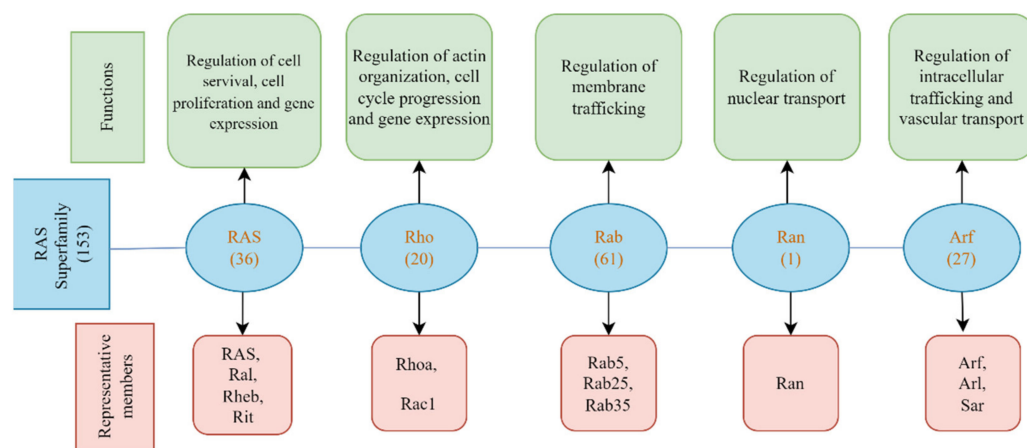 Functions
Regulation of cell
servival, cell
proliferation and gene
expression
Regulation of actin
organization, cell
cycle progression
and gene expression
Regulation of
membrane
trafficking
Regulation of
nuclear transport
Regulation of
intracellular
trafficking and
vascular transport
RAS
Superfamily
(153)
RAS
(36)
Rho
(20)
Rab
(61)
Ran
(1)
Arf
(27)
Representative
members
RAS,
Ral,
Rheb,
Rit
Rhoa,
Rac1
Rab5,
Rab25,
Rab35
Ran
Arf,
Arl,
Sar